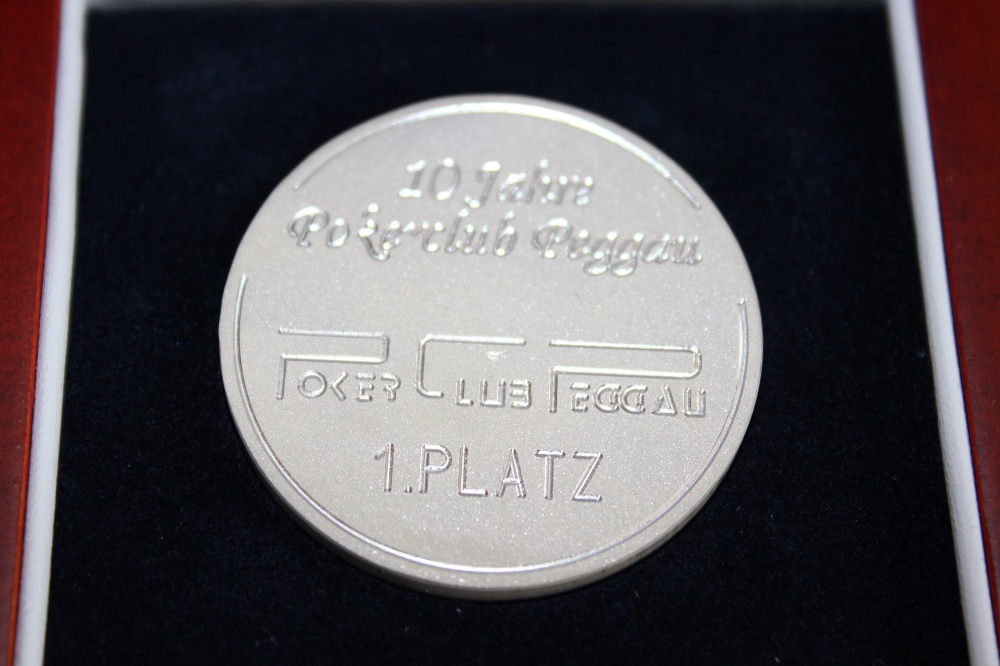 10 Jahre
Pokerclub Peggau
POKER CLUB PEGGAU
1.PLATZ